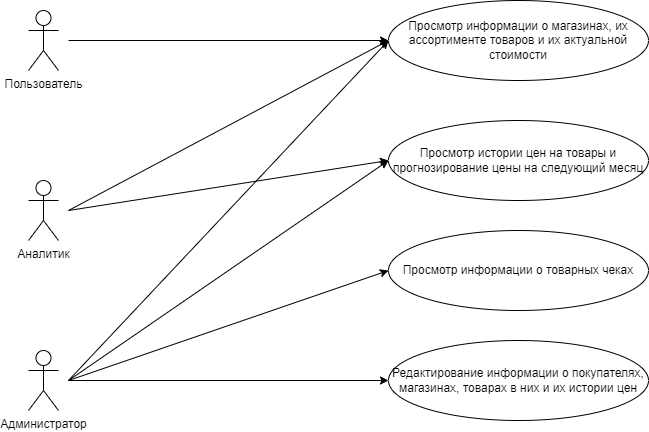 Просмотр информации о магазинах, их
ассортименте товаров и их актуальной
стоимости
Пользователь
Просмотр истории цен на товары и
прогнозирование цены на следующий месяц
Аналитик
Просмотр информации о товарных чеках
Редактирование информации о покупателях,
магазинах, товарах в них и их истории цен
Администратор